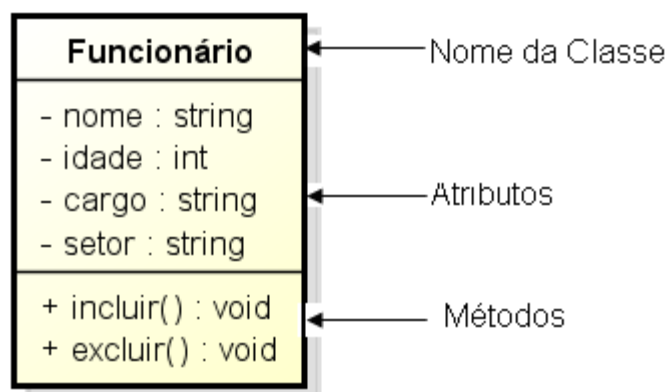 Funcionário
Nome da Classe
- nome : string
- idade : int
- cargo : string
- setor : string
Atributos
+ incluir() : void
+ excluir() : void
Métodos